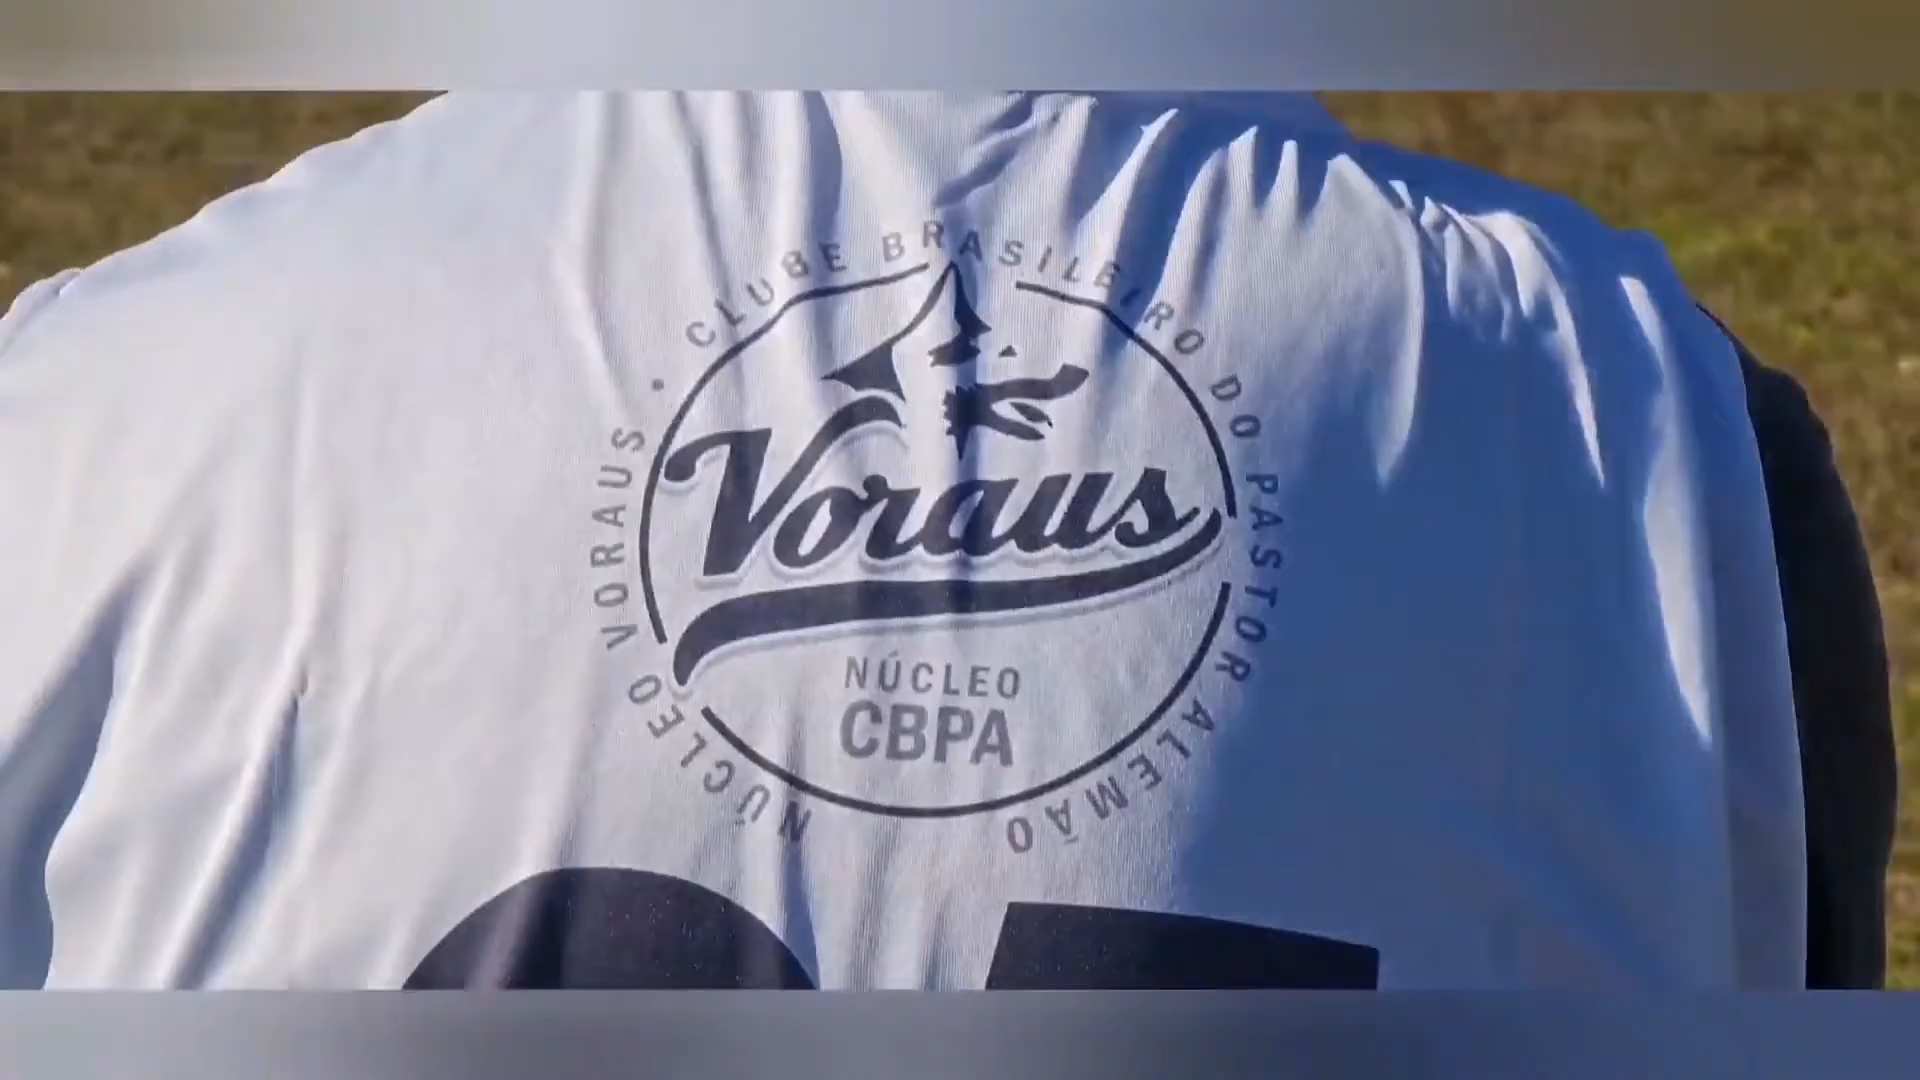 NÚCLEO VORAUS • CLUBE BRASILEIRO DO PASTOR ALEMÃO
Voraus
NÚCLEO
CBPA